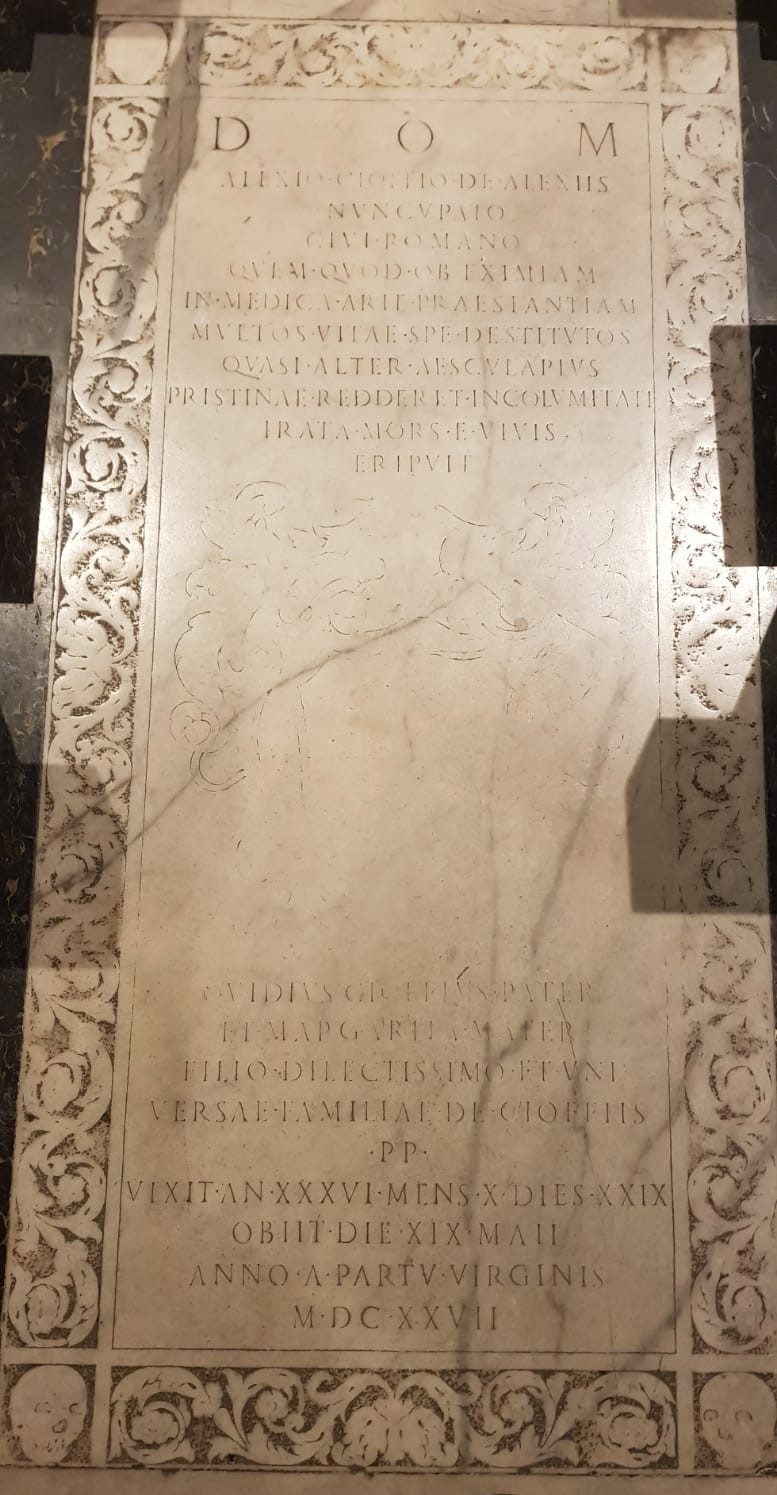 D O M
ALEXIO·CIOFFIO·DE·ALEXIIS
NVNCVPATO
CIVI·ROMANO
QVEM·QVOD·OB·EXIMIAM
IN·MEDICA·ARTE·PRAESTANTIAM
MVLTOS·VITAE·SPE·DESTITVTOS
QVASI·ALTER·AESCVLAPIVS
PRISTINAE·REDDERET·INCOLVMITATI
IRATA·MORS·E·VIVIS
ERIPVIT
OVIDIVS·CIOFFIVS·PATER
ET·MARGARITA·MATER
FILIO·DILECTISSIMO·ET·VNI
VERSAE·FAMILIAE·DE·CIOFFIIS
·PP·
VIXIT·AN·XXXVI·MENS·X·DIES·XXIX
OBIIT·DIE·XIX·MAII
ANNO·A·PARTV·VIRGINIS
M·DC·XXVII